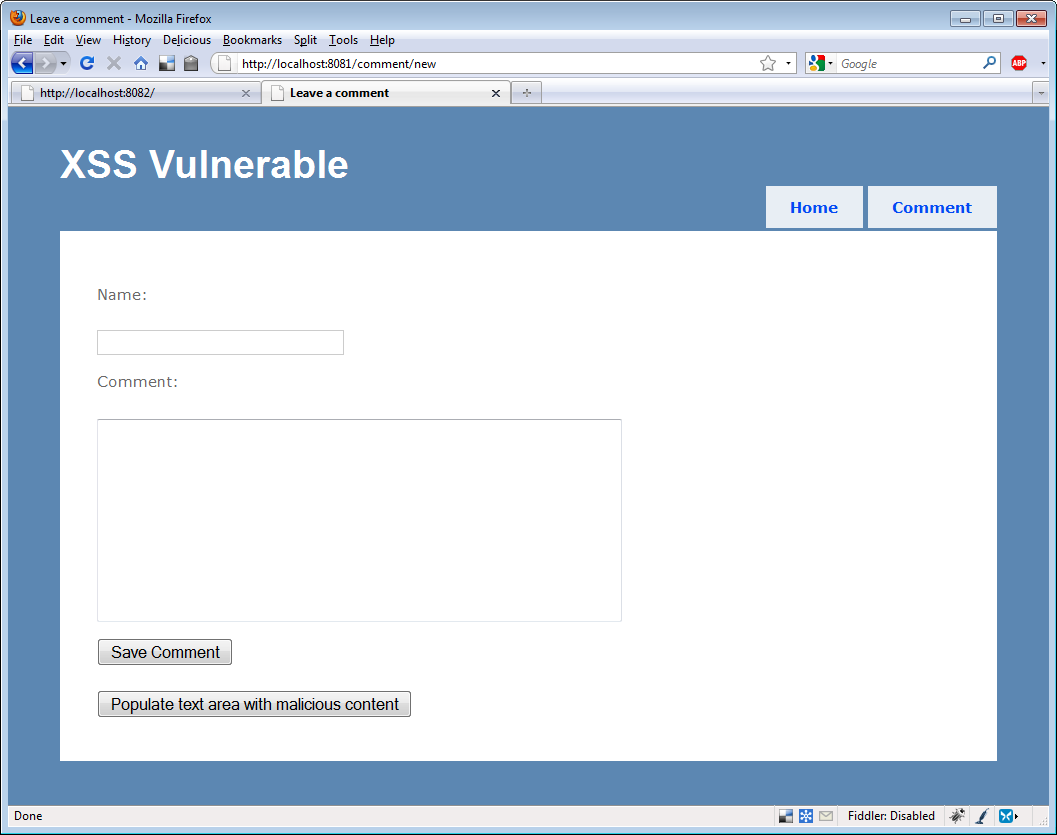 Leave a comment - Mozilla Firefox
File Edit View History Delicious Bookmarks Split Tools Help
http://localhost:8081/comment/new Google ABP
http://localhost:8082/ Leave a comment
XSS Vulnerable
Home Comment
Name:
Comment:
Save Comment
Populate text area with malicious content
Done Fiddler: Disabled